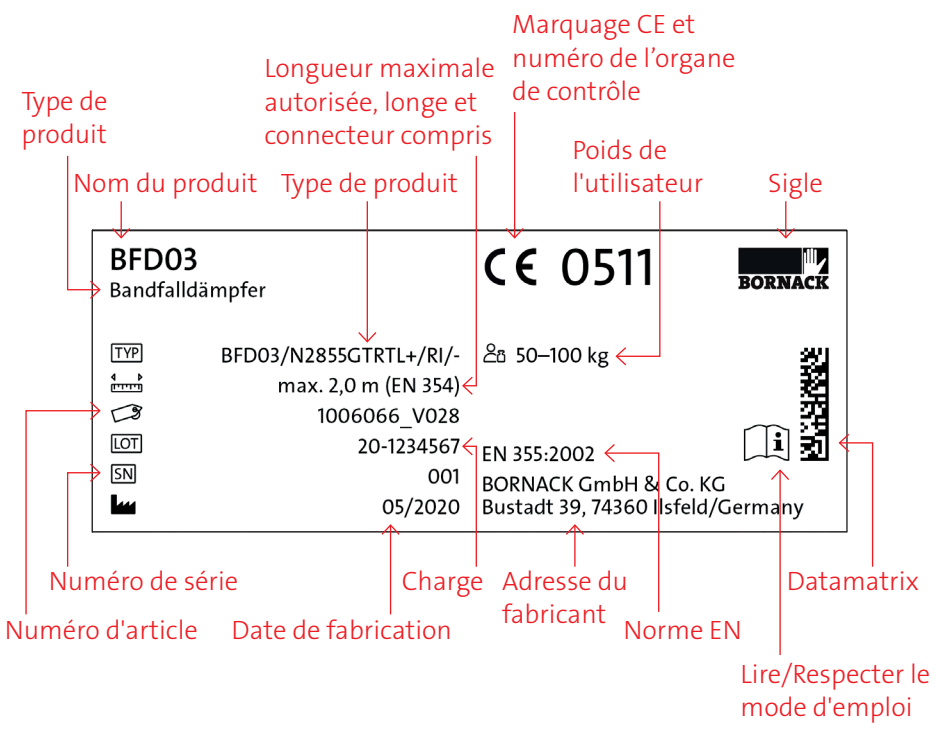 Marquage CE et
numéro de l’organe
de contrôle
Longueur maximale
autorisée, longe et
connecteur compris
Type de
produit
Poids de
l'utilisateur
Nom du produit
Type de produit
Sigle
BFD03
Bandfalldämpfer
CE 0511
BORNACK
TYP
BFD03/N2855GTRTL+/RI/-
50–100 kg
max. 2,0 m (EN 354)
1006066_V028
LOT
20-1234567
EN 355:2002
i
SN
001
BORNACK GmbH & Co. KG
05/2020
Bustadt 39, 74360 Ilsfeld/Germany
Numéro de série
Charge
Adresse du
fabricant
Datamatrix
Numéro d'article
Date de fabrication
Norme EN
Lire/Respecter le
mode d'emploi